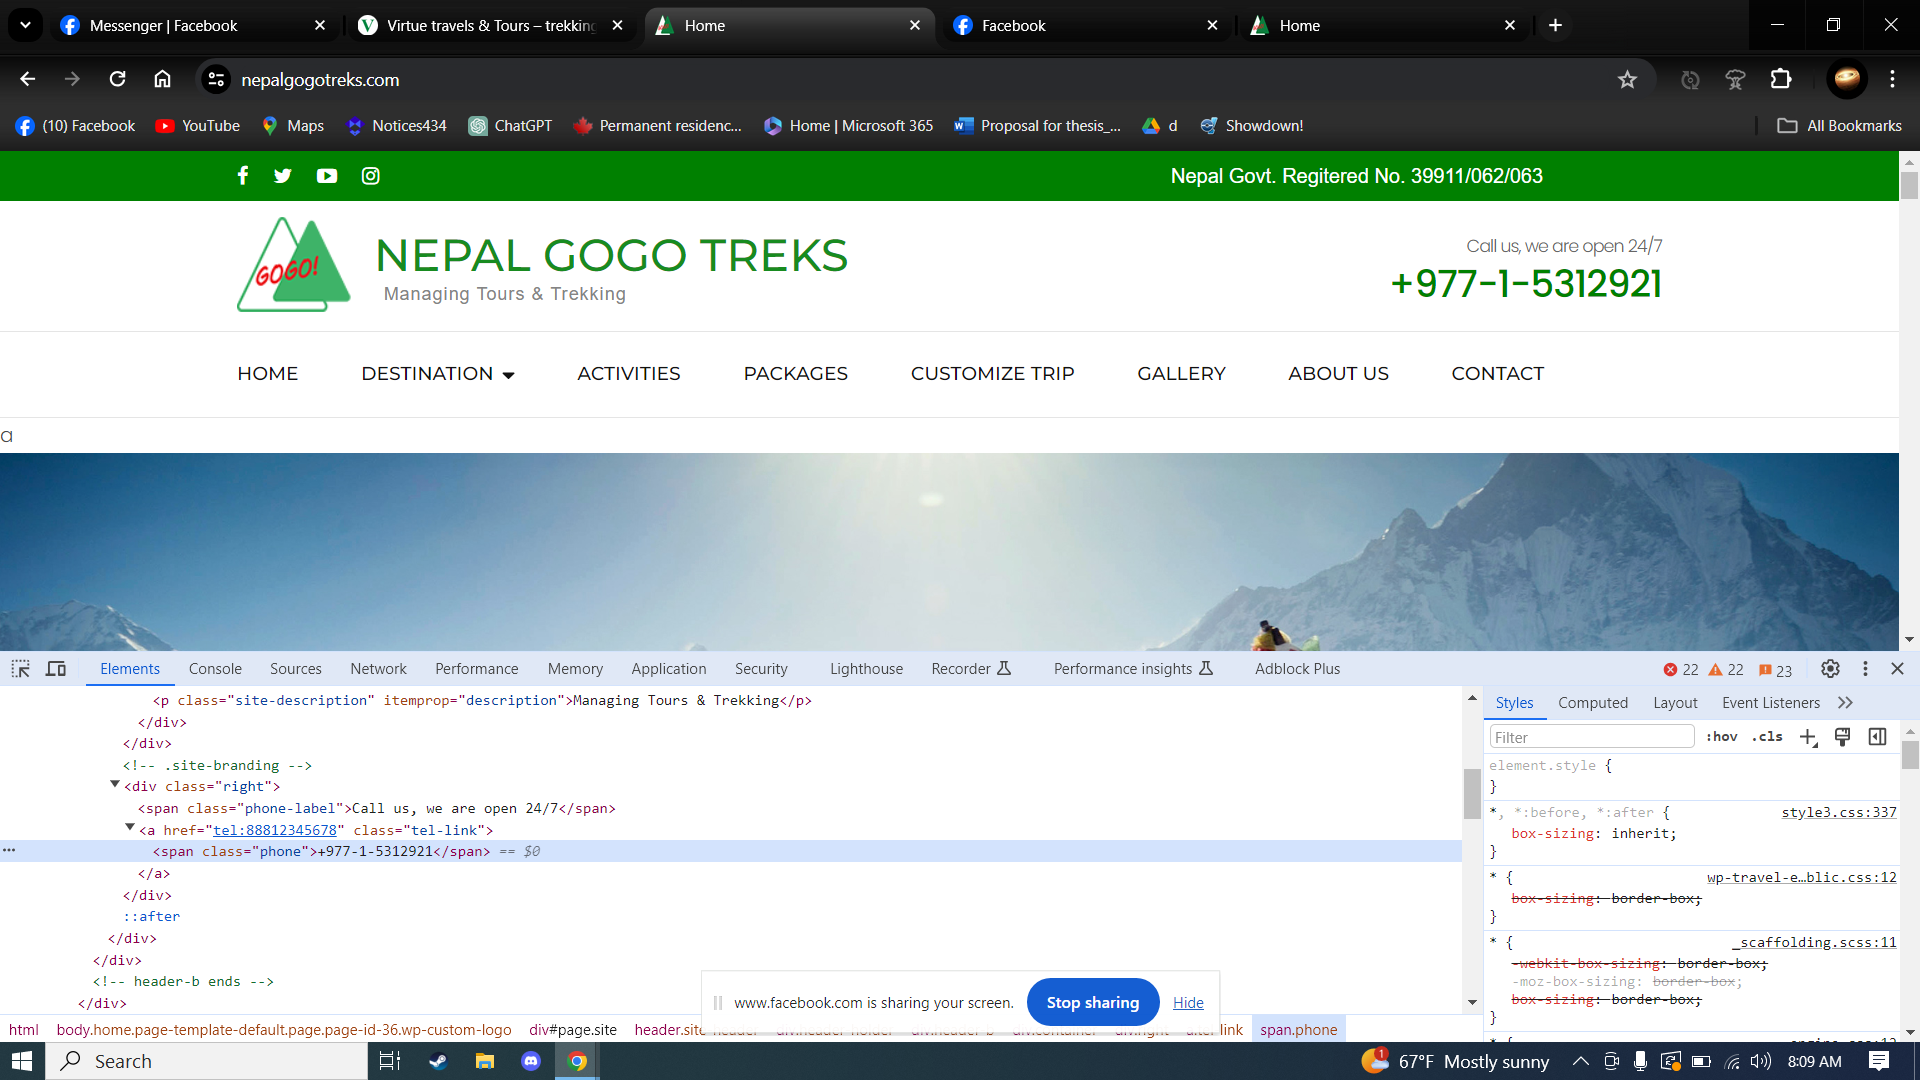 Messenger | Facebook
Virtue travels & Tours – trekking
Home
Facebook
Home
nepalgogotreks.com
(10) Facebook
YouTube
Maps
Notices434
ChatGPT
Permanent residenc...
Home | Microsoft 365
Proposal for thesis_...
d
Showdown!
All Bookmarks
Nepal Govt. Regitered No. 39911/062/063
GOGO!
NEPAL GOGO TREKS
Managing Tours & Trekking
Call us, we are open 24/7
+977-1-5312921
HOME
DESTINATION
ACTIVITIES
PACKAGES
CUSTOMIZE TRIP
GALLERY
ABOUT US
CONTACT
a
Elements
Console
Sources
Network
Performance
Memory
Application
Security
Lighthouse
Recorder
Performance insights
Adblock Plus
22
22
23
<p class="site-description" itemprop="description">Managing Tours & Trekking</p>
</div>
</div>
<!-- .site-branding -->
<div class="right">
<span class="phone-label">Call us, we are open 24/7</span>
<a href="tel:88812345678" class="tel-link">
<span class="phone">+977-1-5312921</span> == $0
</a>
</div>
::after
</div>
</div>
<!-- header-b ends -->
</div>
Styles
Computed
Layout
Event Listeners
Filter
:hov
.cls
element.style {
}
*, *:before, *:after {
style3.css:337
box-sizing: inherit;
}
* {
wp-travel-e…blic.css:12
box-sizing: border-box;
}
* {
_scaffolding.scss:11
-webkit-box-sizing: border-box;
-moz-box-sizing: border-box;
box-sizing: border-box;
}
www.facebook.com is sharing your screen.
Stop sharing
Hide
html
body.home.page-template-default.page.page-id-36.wp-custom-logo
div#page.site
header.site-header
link
span.phone
Search
1
67°F Mostly sunny
8:09 AM